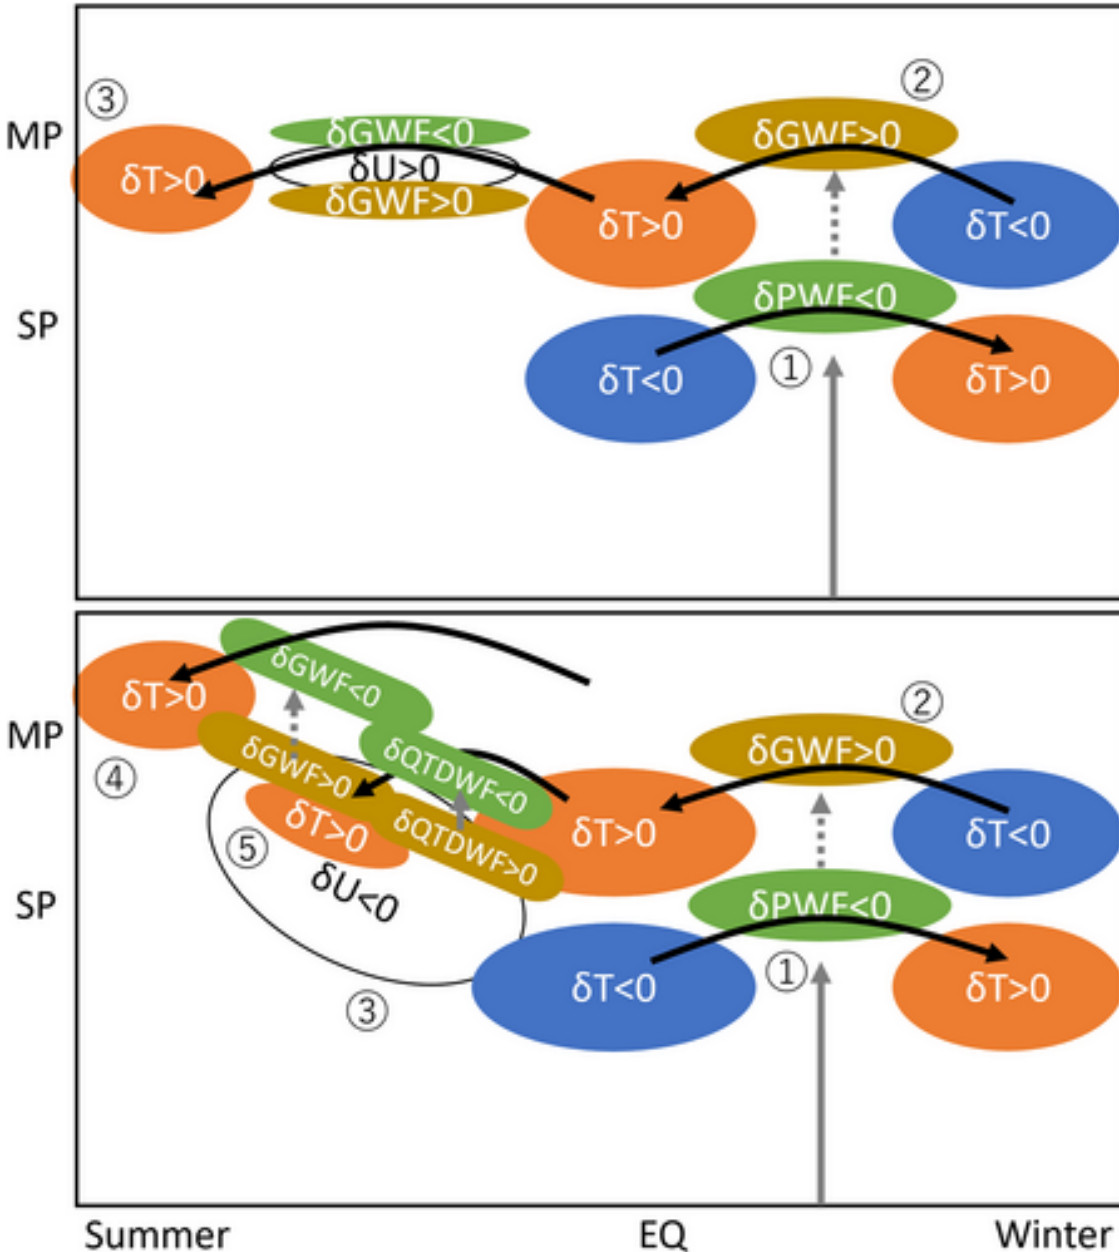 ③
②
MP
δGWF<0
δGWF>0
δT>0
δU>0
δGWF>0
δT>0
δT<0
δPWF<0
SP
①
δT<0
δT>0
δGWF<0
δT>0
②
MP
δGWF>0
δGWF>0
δQTDWF<0
④
δT>0
δT>0
δT<0
⑤
δQTDWF>0
δU<0
SP
δPWF<0
①
③
δT<0
δT>0
Summer
EQ
Winter